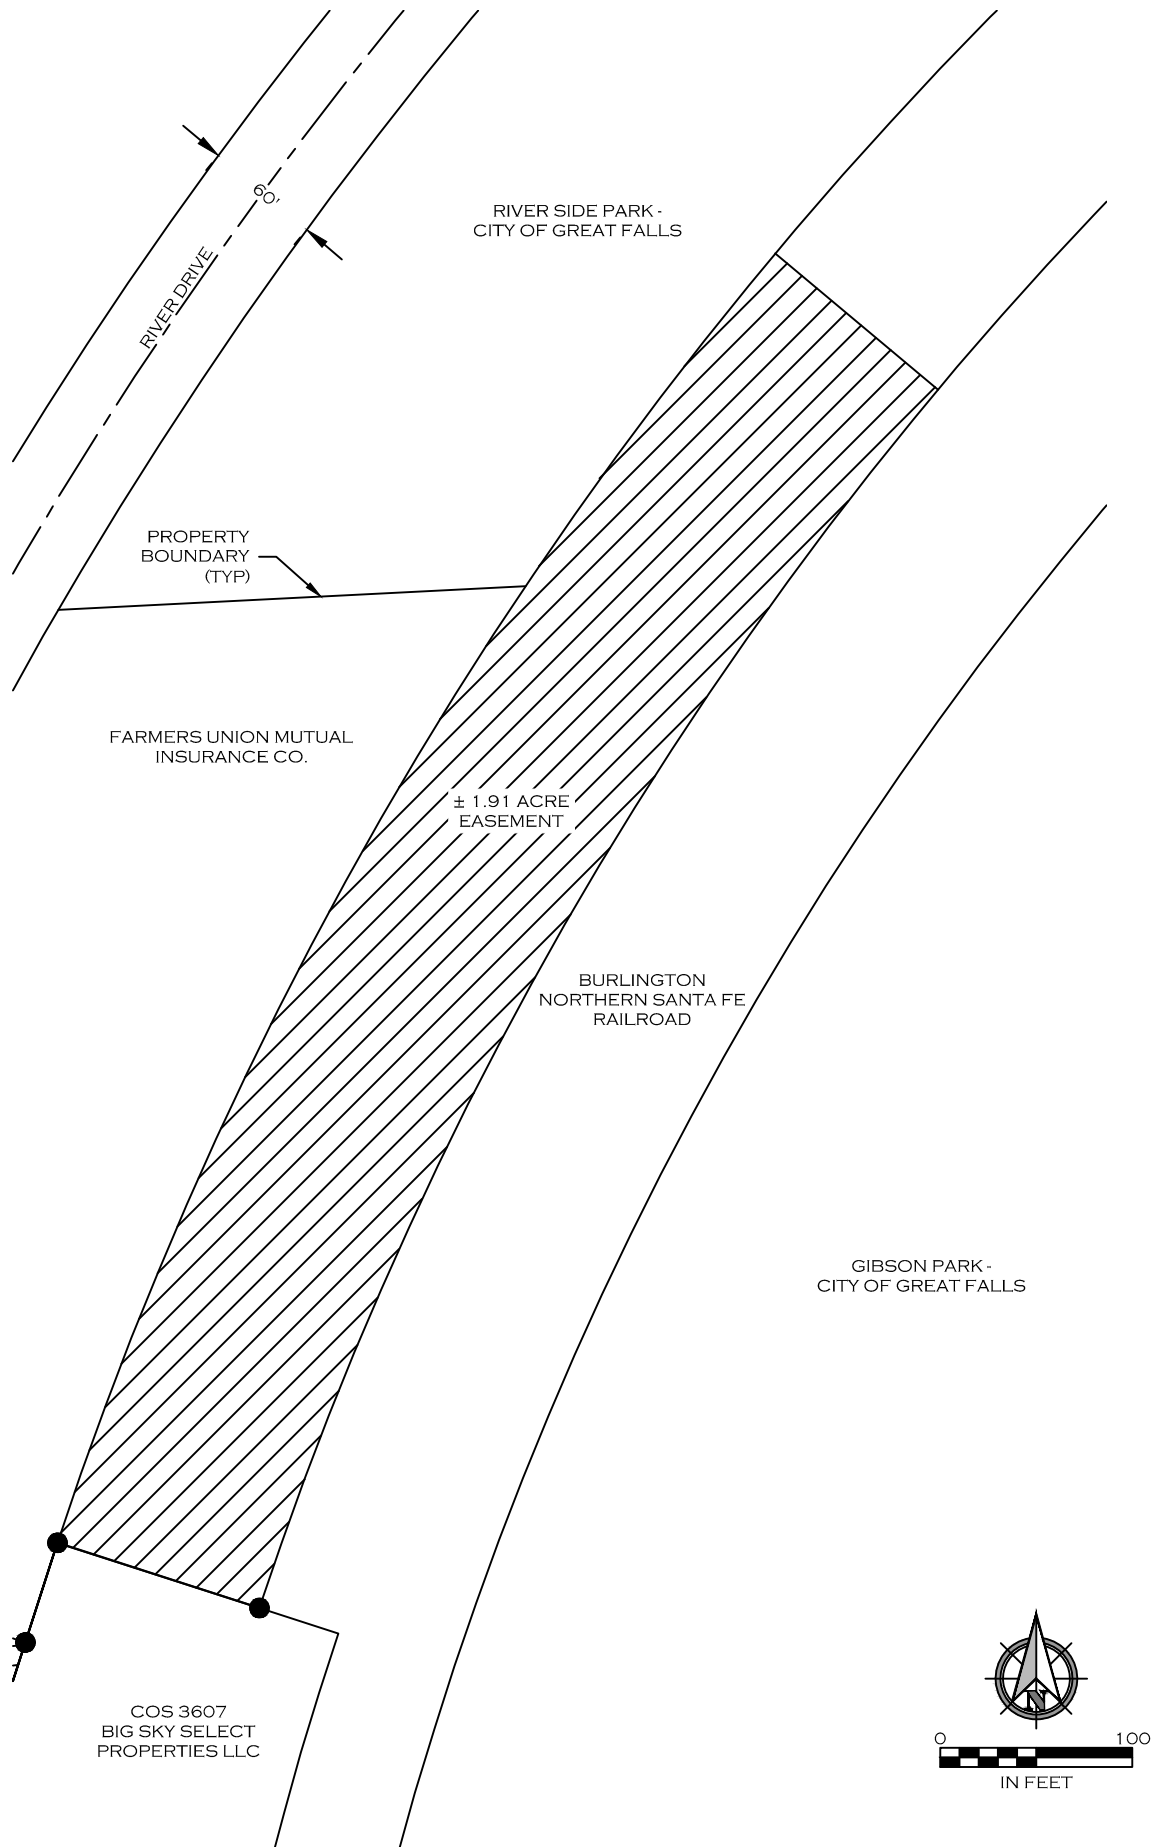 RIVER SIDE PARK -
CITY OF GREAT FALLS
60'
RIVER DRIVE
PROPERTY
BOUNDARY
(TYP)
FARMERS UNION MUTUAL
INSURANCE CO.
± 1.91 ACRE
EASEMENT
BURLINGTON
NORTHERN SANTA FE
RAILROAD
GIBSON PARK -
CITY OF GREAT FALLS
COS 3607
BIG SKY SELECT
PROPERTIES LLC
N
0 100
IN FEET